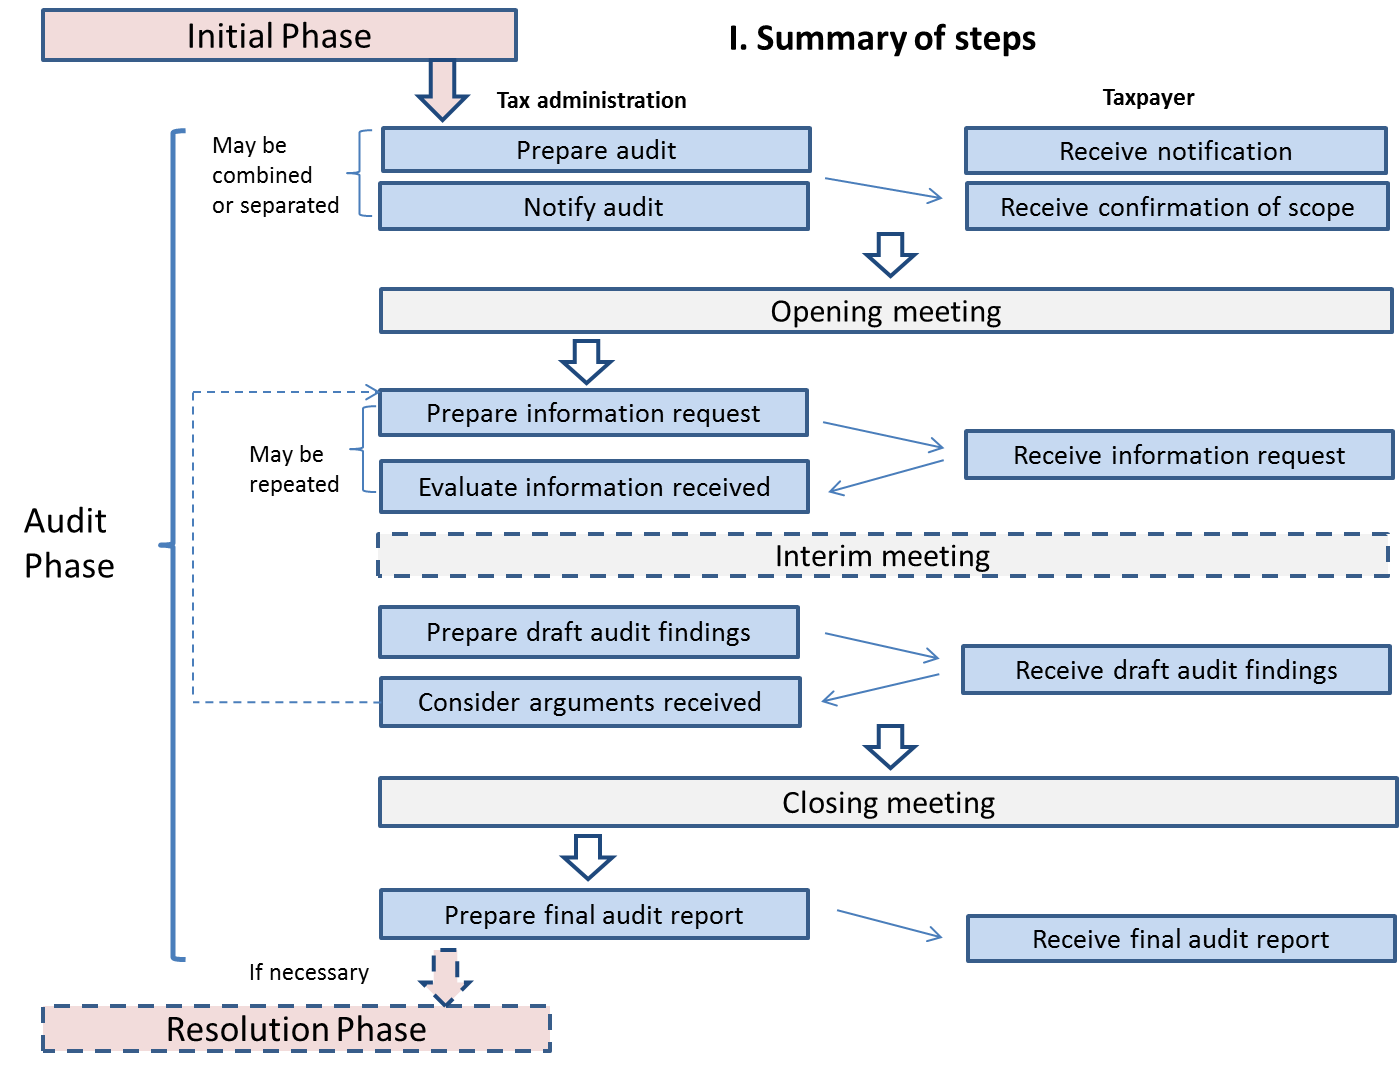 Initial Phase
I. Summary of steps
Tax administration
Taxpayer
May be
combined
or separated
Prepare audit
Receive notification
Notify audit
Receive confirmation of scope
Opening meeting
Prepare information request
May be
repeated
Receive information request
Evaluate information received
Audit
Phase
Interim meeting
Prepare draft audit findings
Receive draft audit findings
Consider arguments received
Closing meeting
Prepare final audit report
Receive final audit report
If necessary
Resolution Phase